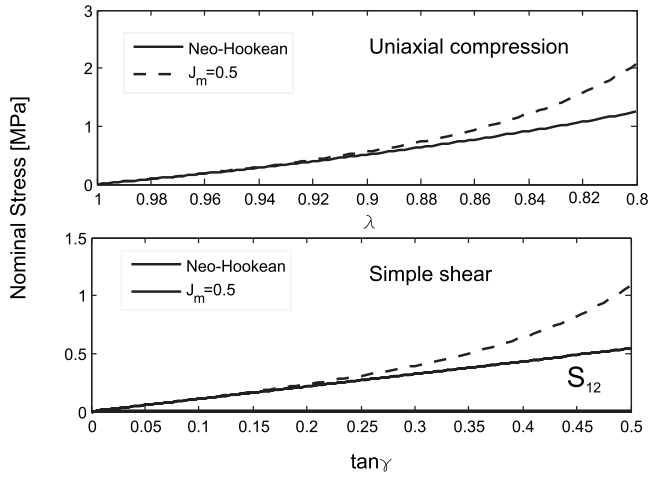 Nominal Stress [MPa]
3
2
1
0
Neo-Hookean
Jm=0.5
Uniaxial compression
1 0.98 0.96 0.94 0.92 0.9 0.88 0.86 0.84 0.82 0.8
λ
1.5
1
0.5
0
Neo-Hookean
Jm=0.5
Simple shear
S12
0 0.05 0.1 0.15 0.2 0.25 0.3 0.35 0.4 0.45 0.5
tanγ